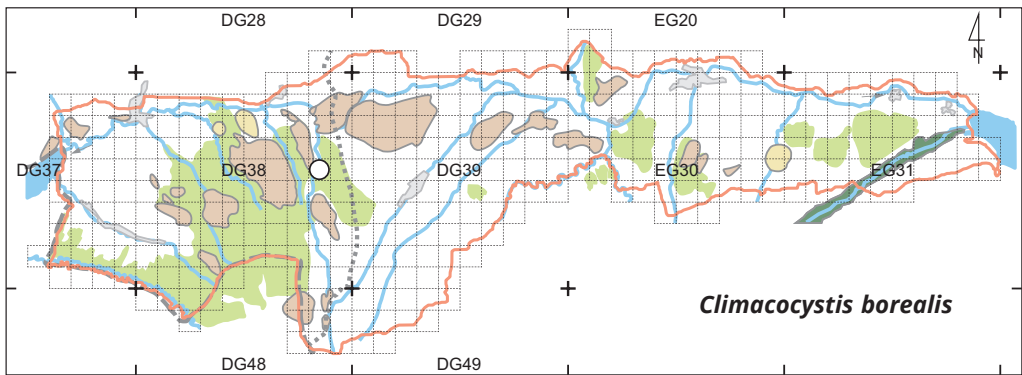 DG28 DG29 EG20
N
DG37 DG38 DG39 EG30 EG31
Climacocystis borealis
DG48 DG49